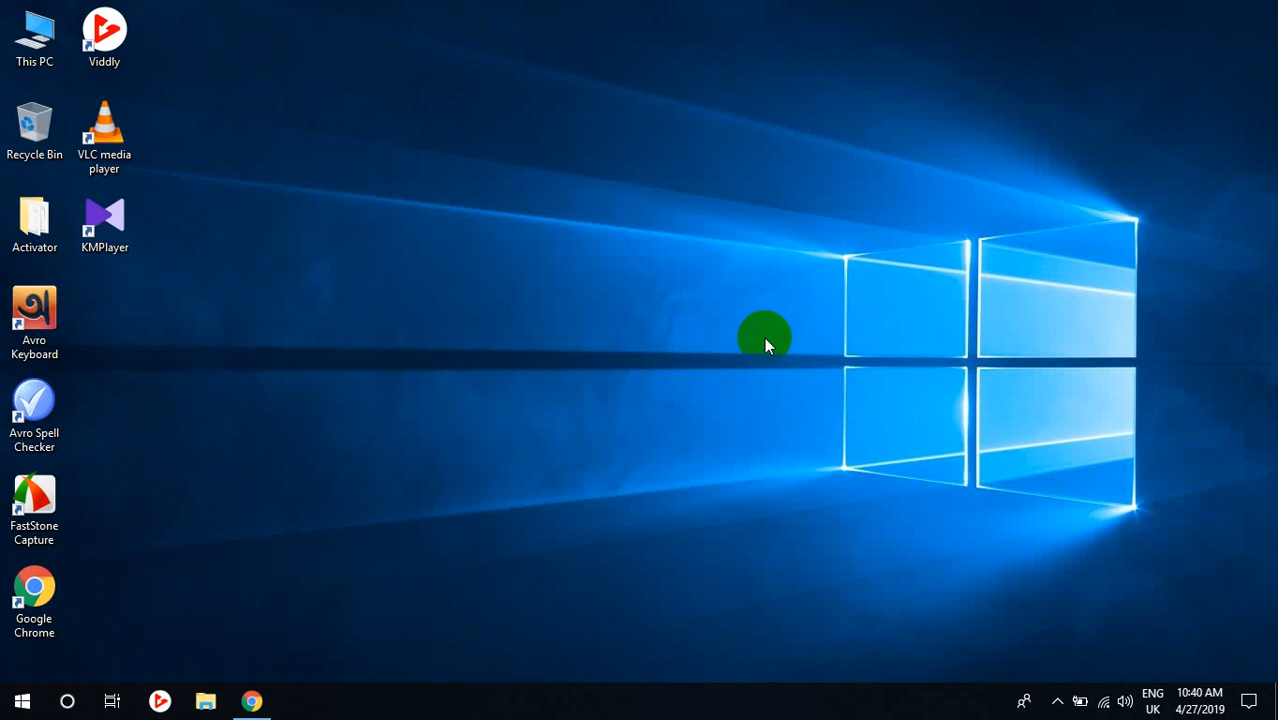 This PC
Viddly
Recycle Bin
VLC media
player
Activator
KMPlayer
অ
Avro
Keyboard
Avro Spell
Checker
FastStone
Capture
Google
Chrome
ENG
UK
10:40 AM
4/27/2019